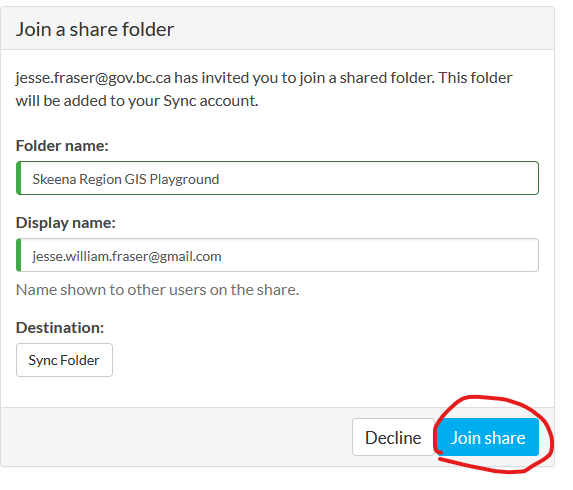 Join a share folder
jesse.fraser@gov.bc.ca has invited you to join a shared folder. This folder
will be added to your Sync account.
Folder name:
Skeena Region GIS Playground
Display name:
jesse.william.fraser@gmail.com
Name shown to other users on the share.
Destination:
Sync Folder
Decline Join share